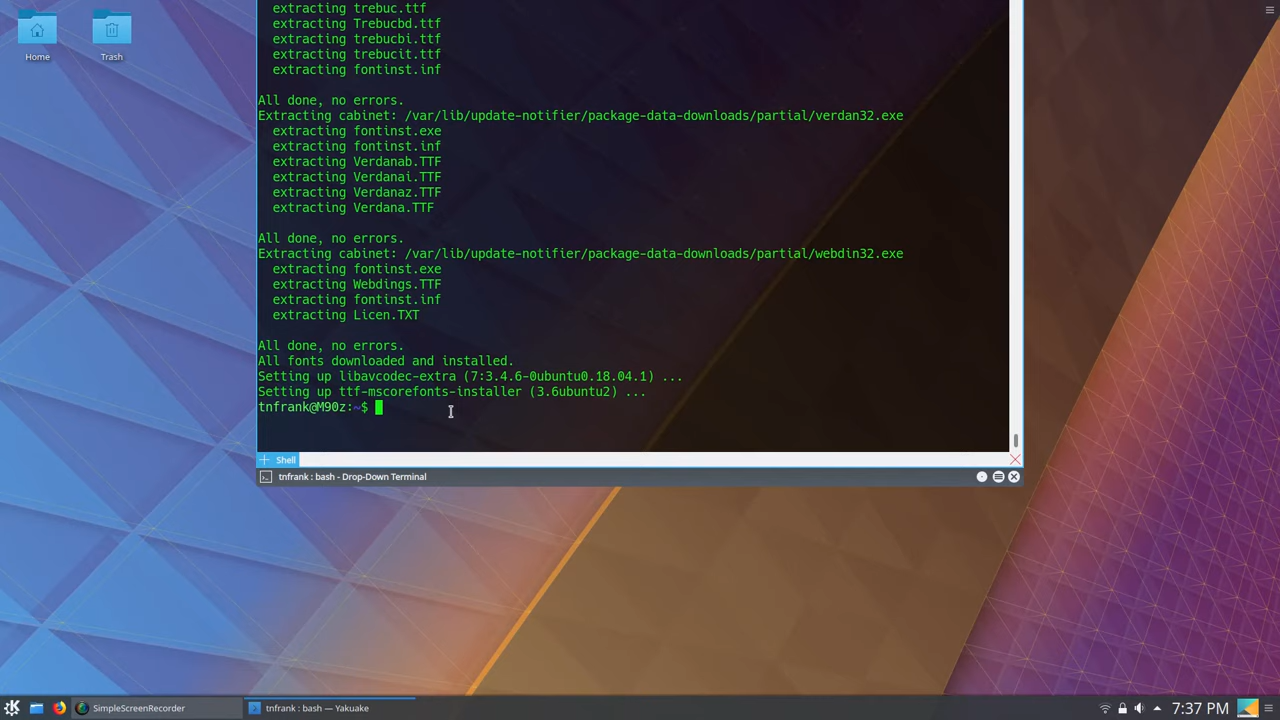 Home
Trash
extracting trebuc.ttf
extracting Trebucbd.ttf
extracting trebucbi.ttf
extracting trebucit.ttf
extracting fontinst.inf
All done, no errors.
Extracting cabinet: /var/lib/update-notifier/package-data-downloads/partial/verdan32.exe
extracting fontinst.exe
extracting fontinst.inf
extracting Verdanab.TTF
extracting Verdanai.TTF
extracting Verdanaz.TTF
extracting Verdana.TTF
All done, no errors.
Extracting cabinet: /var/lib/update-notifier/package-data-downloads/partial/webdin32.exe
extracting fontinst.exe
extracting Webdings.TTF
extracting fontinst.inf
extracting Licen.TXT
All done, no errors.
All fonts downloaded and installed.
Setting up libavcodec-extra (7:3.4.6-0ubuntu0.18.04.1) ...
Setting up ttf-mscorefonts-installer (3.6ubuntu2) ...
tnfrank@M90z:~$
Shell
tnfrank : bash - Drop-Down Terminal
SimpleScreenRecorder
tnfrank : bash — Yakuake
7:37 PM